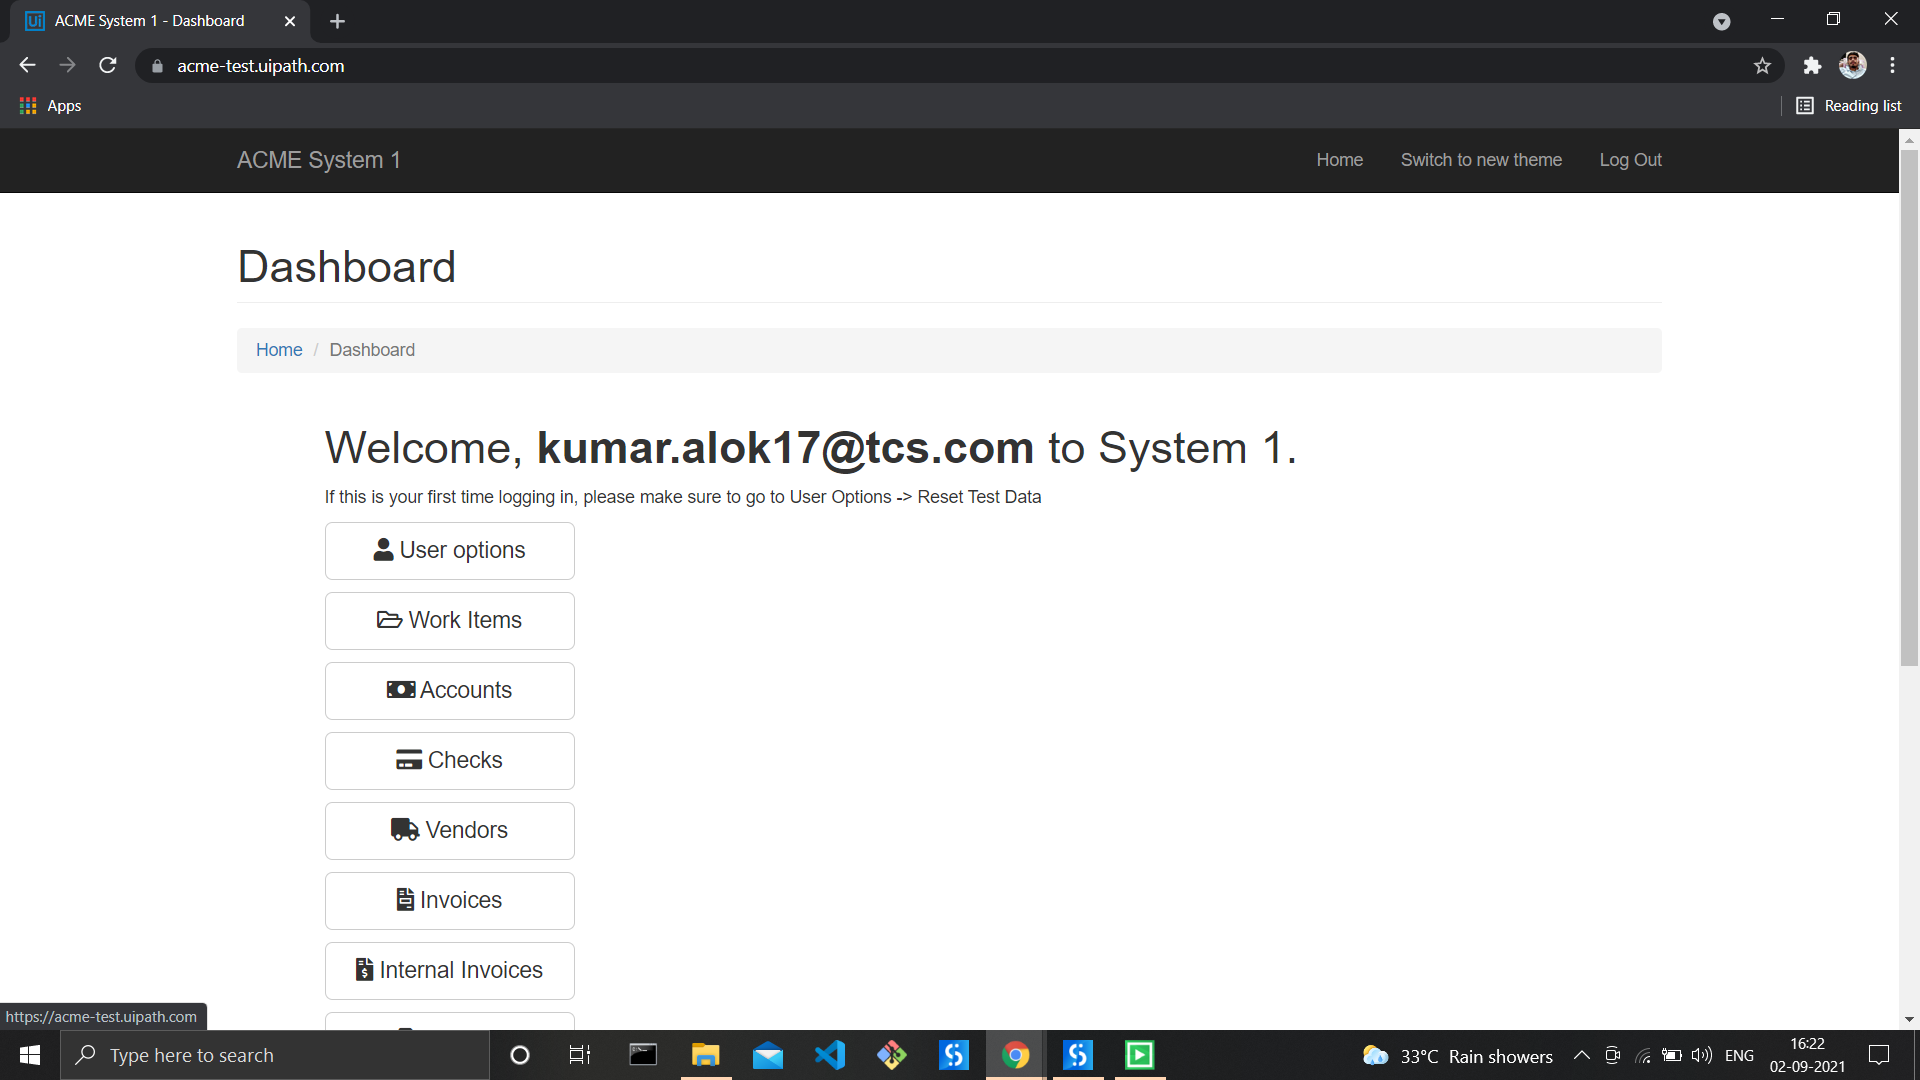 ACME System 1 - Dashboard
acme-test.uipath.com
Apps
Reading list
ACME System 1
Home
Switch to new theme
Log Out
Dashboard
Home / Dashboard
Welcome, kumar.alok17@tcs.com to System 1.
If this is your first time logging in, please make sure to go to User Options -> Reset Test Data
User options
Work Items
Accounts
Checks
Vendors
Invoices
Internal Invoices
https://acme-test.uipath.com
Type here to search
33°C Rain showers
ENG
16:22
02-09-2021